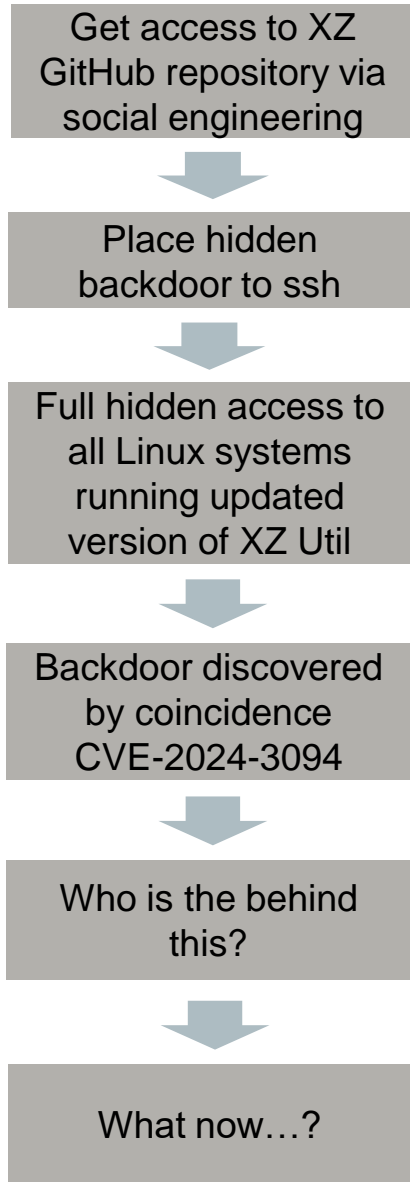 Get access to XZ
GitHub repository via
social engineering
Place hidden
backdoor to ssh
Full hidden access to
all Linux systems
running updated
version of XZ Util
Backdoor discovered
by coincidence
CVE-2024-3094
Who is the behind
this?
What now…?